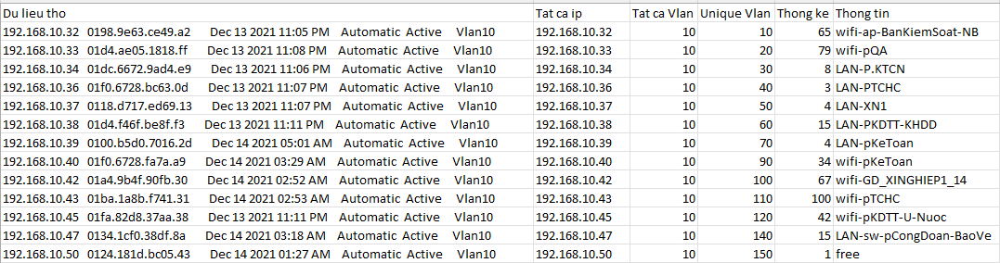 Du lieu tho Tat ca ip Tat ca Vlan Unique Vlan Thong ke Thong tin
192.168.10.32 0198.9e63.ce49.a2 Dec 13 2021 11:05 PM Automatic Active Vlan10 192.168.10.32 10 10 65 wifi-ap-BanKiemSoat-NB
192.168.10.33 01d4.ae05.1818.ff Dec 13 2021 11:08 PM Automatic Active Vlan10 192.168.10.33 10 20 79 wifi-pQA
192.168.10.34 01dc.6672.9ad4.e9 Dec 13 2021 11:06 PM Automatic Active Vlan10 192.168.10.34 10 30 8 LAN-P.KTCN
192.168.10.36 01f0.6728.bc63.0d Dec 13 2021 11:07 PM Automatic Active Vlan10 192.168.10.36 10 40 3 LAN-PTCHC
192.168.10.37 0118.d717.ed69.13 Dec 13 2021 11:07 PM Automatic Active Vlan10 192.168.10.37 10 50 4 LAN-XN1
192.168.10.38 01d4.f46f.be8f.f3 Dec 13 2021 11:11 PM Automatic Active Vlan10 192.168.10.38 10 60 15 LAN-PKDTT-KHDD
192.168.10.39 0100.b5d0.7016.2d Dec 14 2021 05:01 AM Automatic Active Vlan10 192.168.10.39 10 70 4 LAN-pKeToan
192.168.10.40 01f0.6728.fa7a.a9 Dec 14 2021 03:29 AM Automatic Active Vlan10 192.168.10.40 10 90 34 wifi-pKeToan
192.168.10.42 01a4.9b4f.90fb.30 Dec 14 2021 02:52 AM Automatic Active Vlan10 192.168.10.42 10 100 67 wifi-GD_XINGHIEP1_14
192.168.10.43 01ba.1a8b.f741.31 Dec 14 2021 02:53 AM Automatic Active Vlan10 192.168.10.43 10 110 100 wifi-pTCHC
192.168.10.45 01fa.82d8.37aa.38 Dec 13 2021 11:11 PM Automatic Active Vlan10 192.168.10.45 10 120 42 wifi-pKDTT-U-Nuoc
192.168.10.47 0134.1cf0.38df.8a Dec 14 2021 03:18 AM Automatic Active Vlan10 192.168.10.47 10 140 15 LAN-sw-pCongDoan-BaoVe
192.168.10.50 0124.181d.bc05.43 Dec 14 2021 01:27 AM Automatic Active Vlan10 192.168.10.50 10 150 1 free